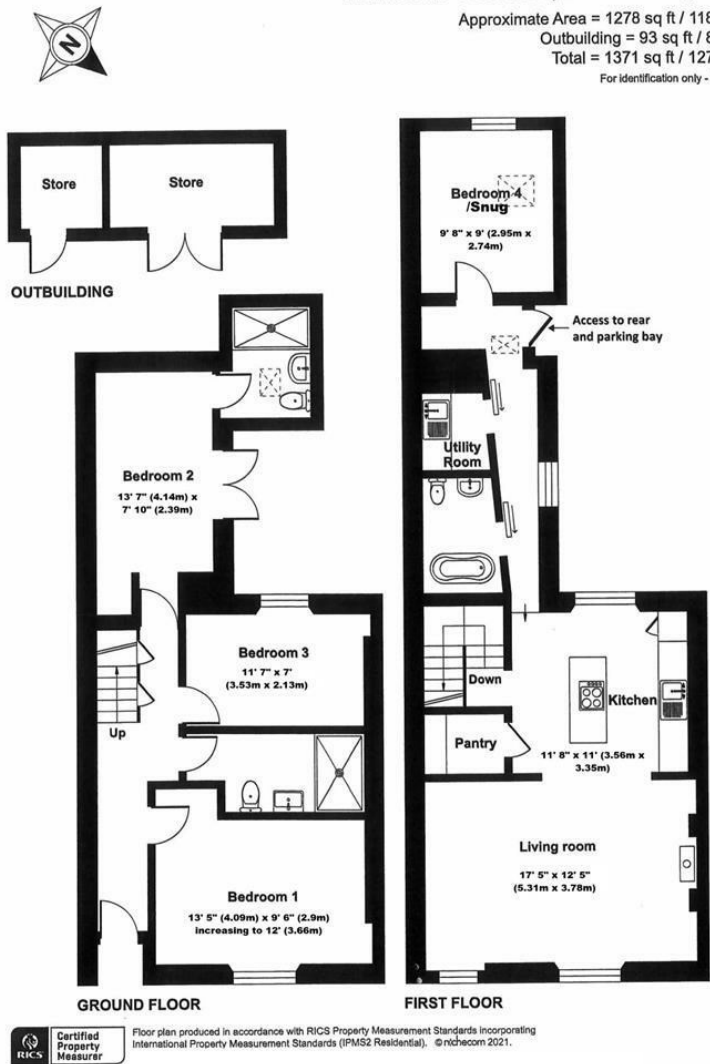 N
Approximate Area = 1278 sq ft / 118
Outbuilding = 93 sq ft / 8
Total = 1371 sq ft / 127
For identification only -
Store
Store
OUTBUILDING
Bedroom 4
/Snug
9' 8" x 9' (2.95m x
2.74m)
Access to rear
and parking bay
Utility
Room
Bedroom 2
13' 7" (4.14m) x
7' 10" (2.39m)
Bedroom 3
11' 7" x 7'
(3.53m x 2.13m)
Up
Down
Kitchen
Pantry
11' 8" x 11' (3.56m x
3.35m)
Living room
17' 5" x 12' 5"
(5.31m x 3.78m)
Bedroom 1
13' 5" (4.09m) x 9' 6" (2.9m)
increasing to 12' (3.66m)
GROUND FLOOR
FIRST FLOOR
RICS
Certified
Property
Measurer
Floor plan produced in accordance with RICS Property Measurement Standards incorporating
International Property Measurement Standards (IPMS2 Residential). © nichecom 2021.